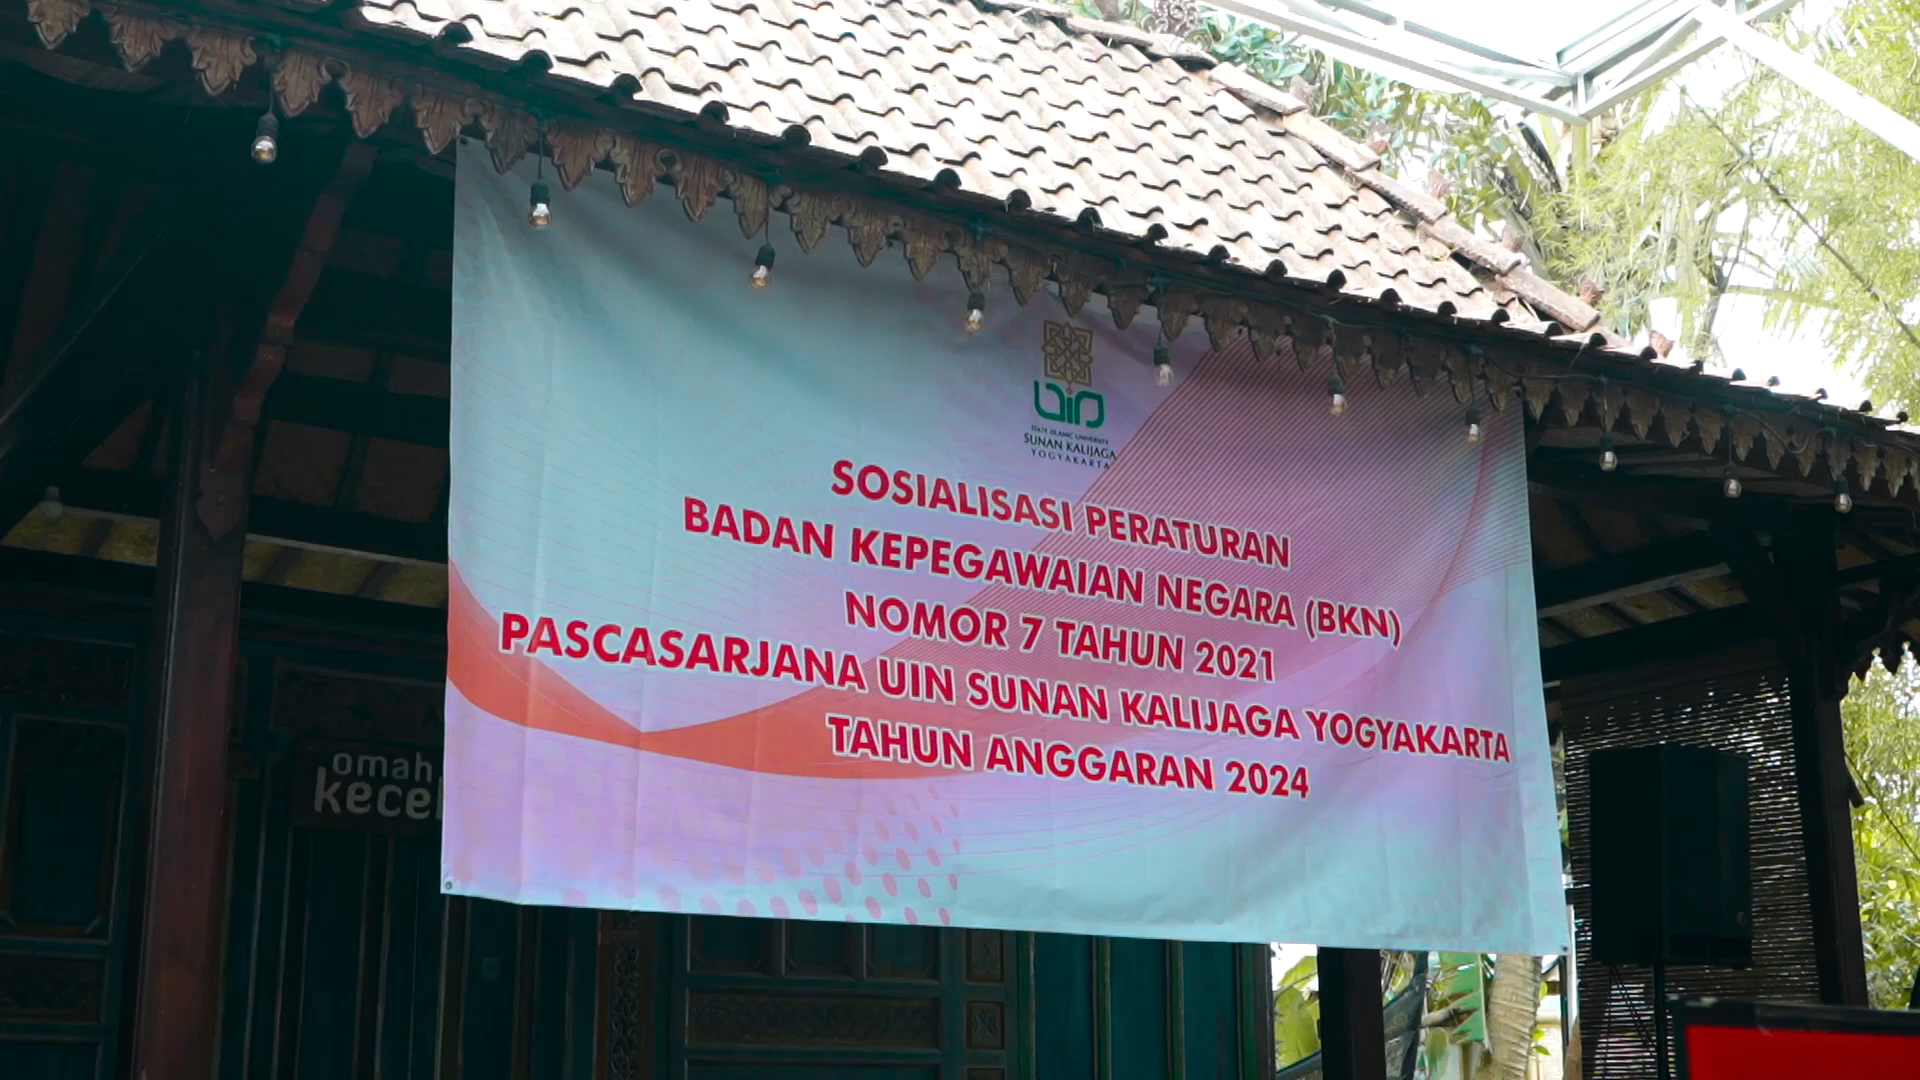 uin
STATE ISLAMIC UNIVERSITY
SUNAN KALIJAGA
YOGYAKARTA
SOSIALISASI PERATURAN
BADAN KEPEGAWAIAN NEGARA (BKN)
NOMOR 7 TAHUN 2021
PASCASARJANA UIN SUNAN KALIJAGA YOGYAKARTA
TAHUN ANGGARAN 2024
omah